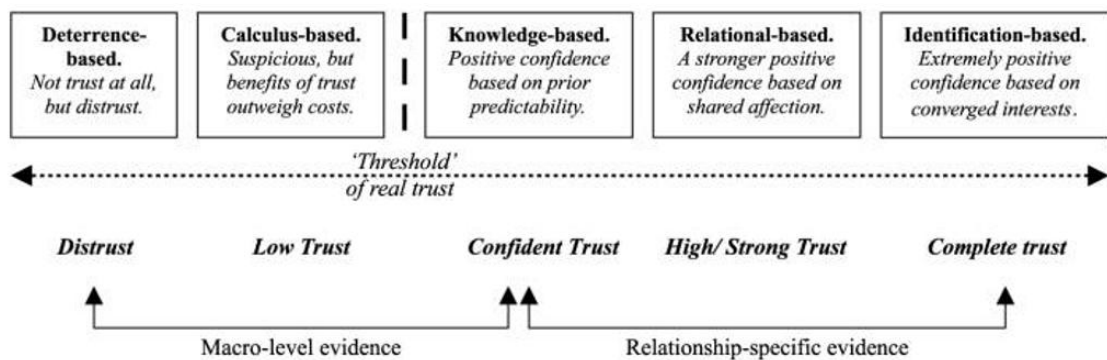 Deterrence-
based.
Not trust at all,
but distrust.
Calculus-based.
Suspicious, but
benefits of trust
outweigh costs.
Knowledge-based.
Positive confidence
based on prior
predictability.
Relational-based.
A stronger positive
confidence based on
shared affection.
Identification-based.
Extremely positive
confidence based on
converged interests.
'Threshold'
of real trust
Distrust
Low Trust
Confident Trust
High/ Strong Trust
Complete trust
Macro-level evidence
Relationship-specific evidence